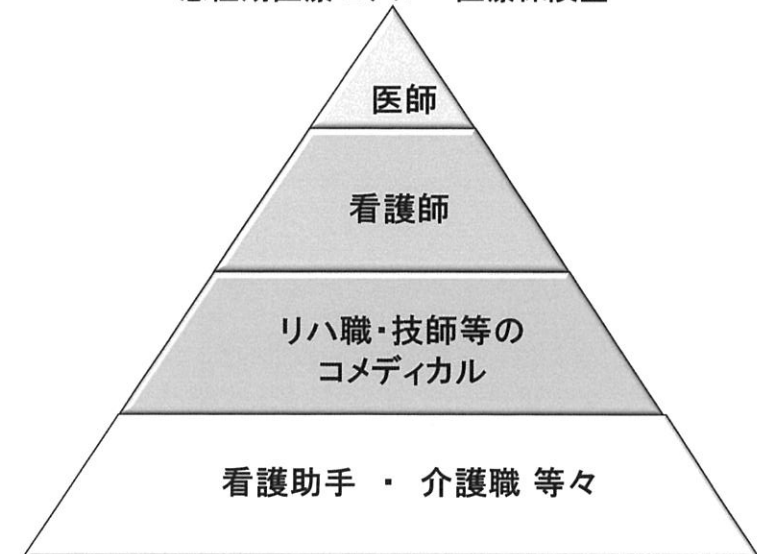 医師
看護師
リハ職・技師等の
コメディカル
看護助手 ・ 介護職 等々